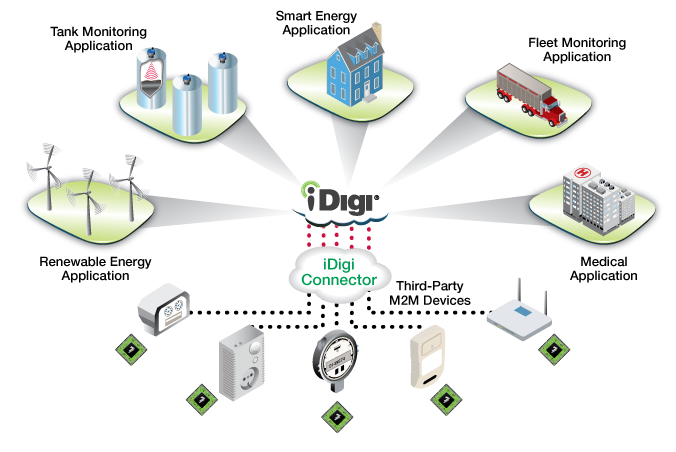 Tank Monitoring
Application
Smart Energy
Application
Fleet Monitoring
Application
H
Renewable Energy
Application
iDigi
Medical
Application
iDigi
Connector
Third-Party
M2M Devices